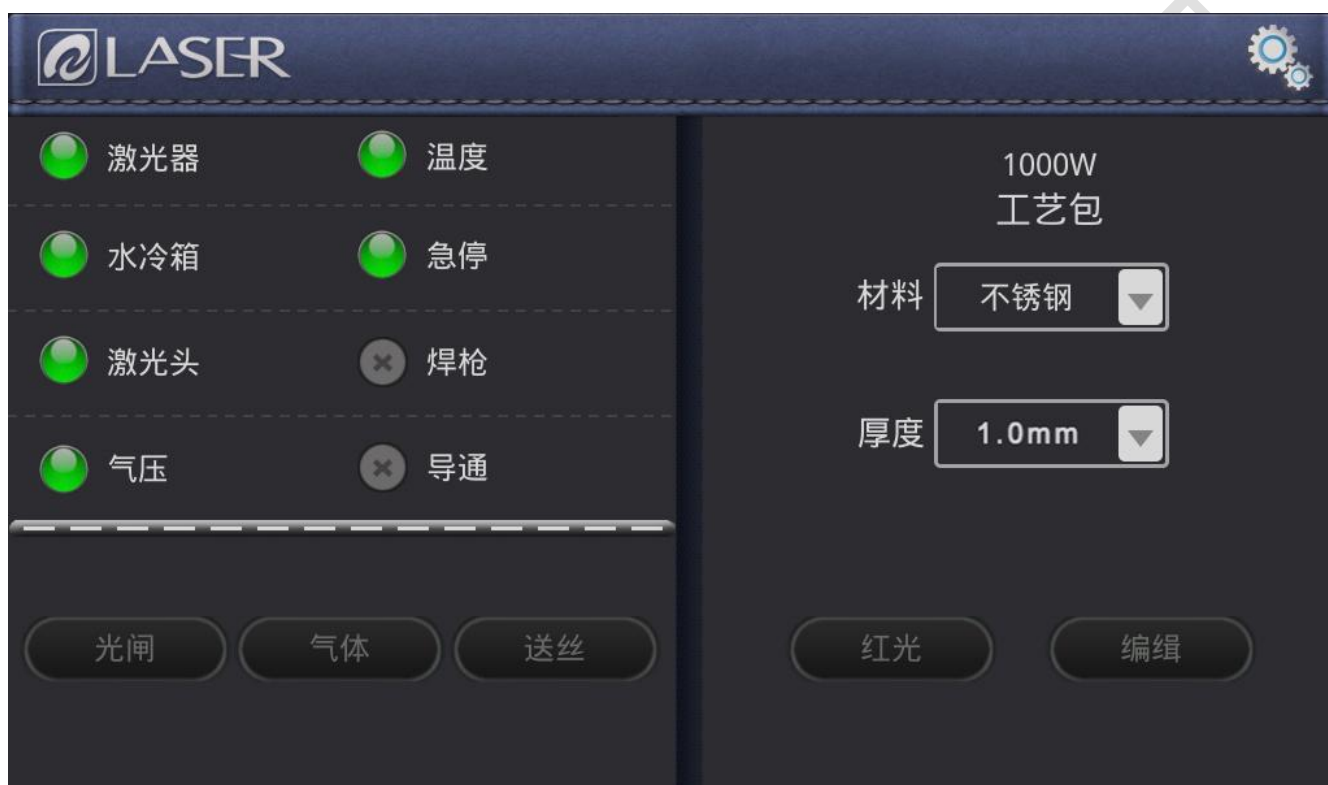 LASER
激光器 温度
水冷箱 急停
激光头 焊枪
气压 导通
光闸 气体 送丝
1000W
工艺包
材料 不锈钢
厚度 1.0mm
红光 编缉